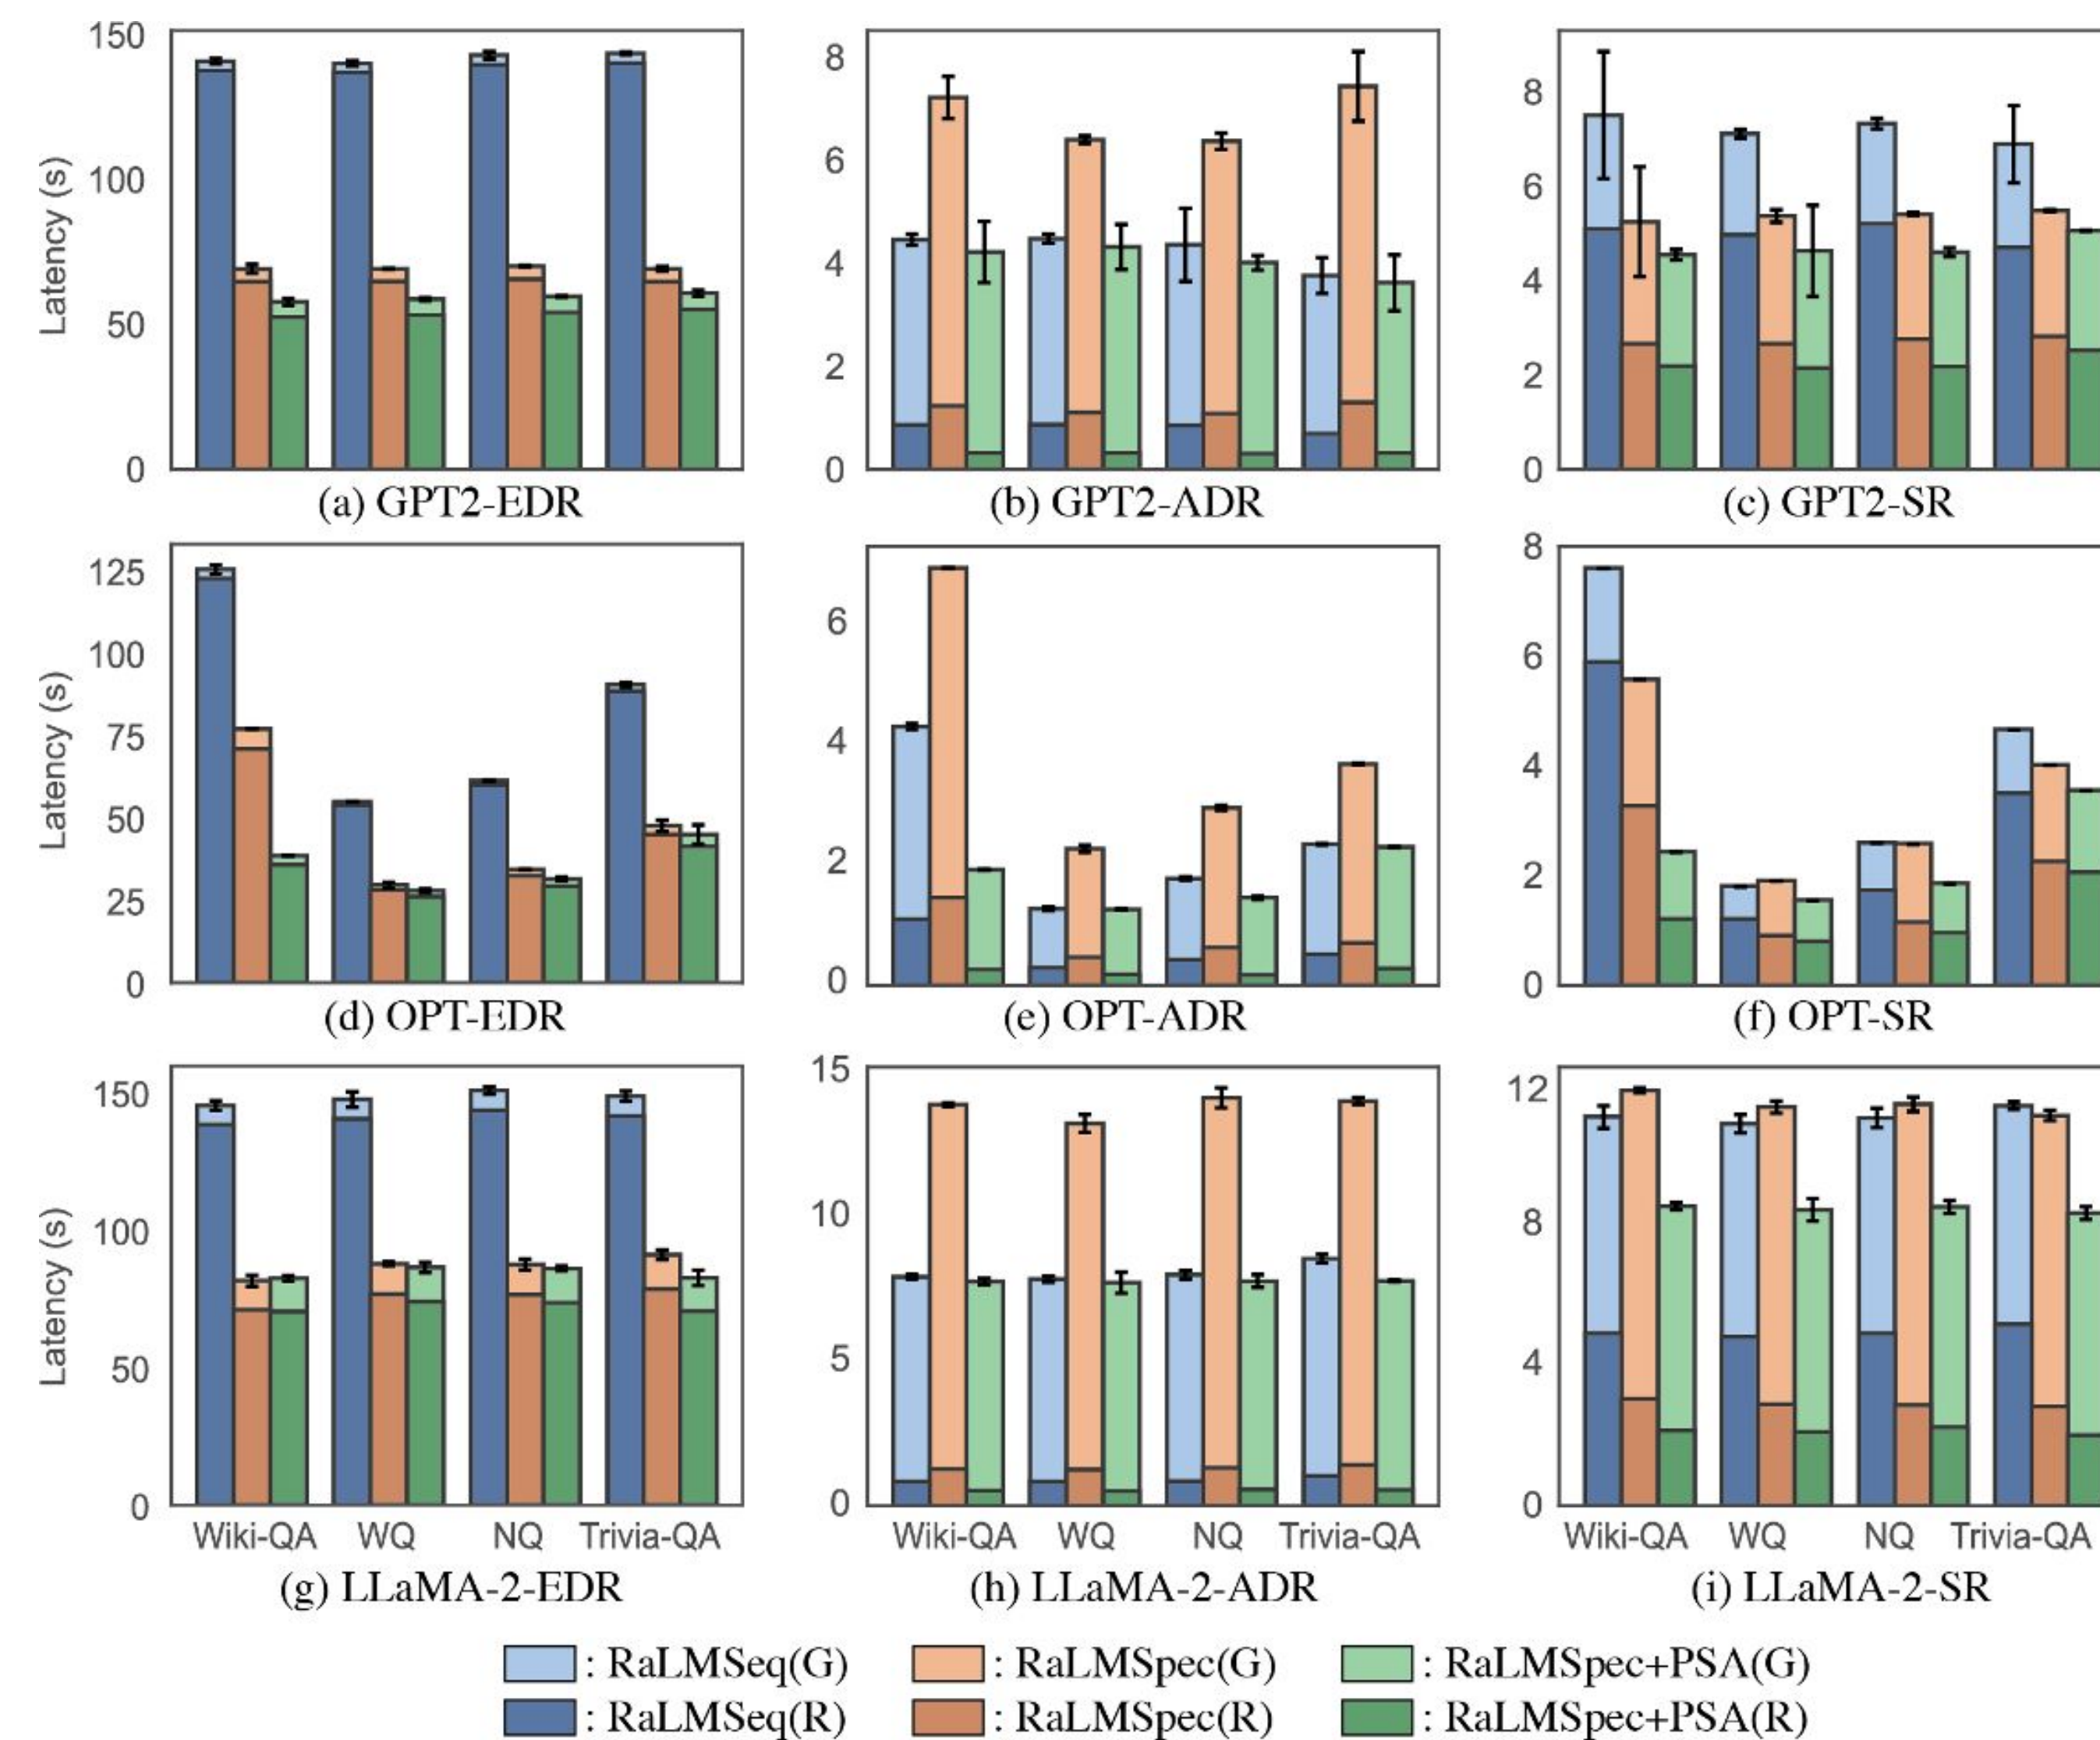 150
100
50
0
Latency (s)
(a) GPT2-EDR
8
6
4
2
0
(b) GPT2-ADR
8
6
4
2
0
(c) GPT2-SR
125
100
75
50
25
0
Latency (s)
(d) OPT-EDR
6
4
2
0
(e) OPT-ADR
8
6
4
2
0
(f) OPT-SR
150
100
50
0
Latency (s)
Wiki-QA WQ NQ Trivia-QA
(g) LLaMA-2-EDR
15
10
5
0
Wiki-QA WQ NQ Trivia-QA
(h) LLaMA-2-ADR
12
8
4
0
Wiki-QA WQ NQ Trivia-QA
(i) LLaMA-2-SR
: RaLMSeq(G) : RaLMSpec(G) : RaLMSpec+PSA(G)
: RaLMSeq(R) : RaLMSpec(R) : RaLMSpec+PSA(R)